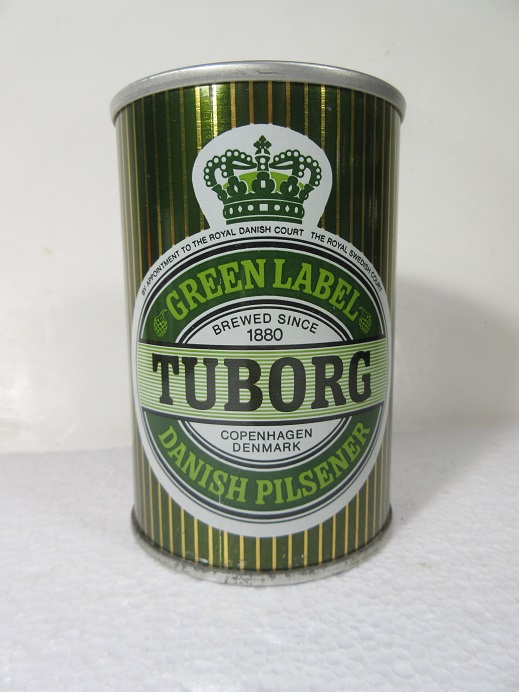 BY APPOINTMENT TO THE ROYAL DANISH COURT THE ROYAL SWEDISH COURT
GREEN LABEL
BREWED SINCE
1880
TUBORG
COPENHAGEN
DENMARK
DANISH PILSENER